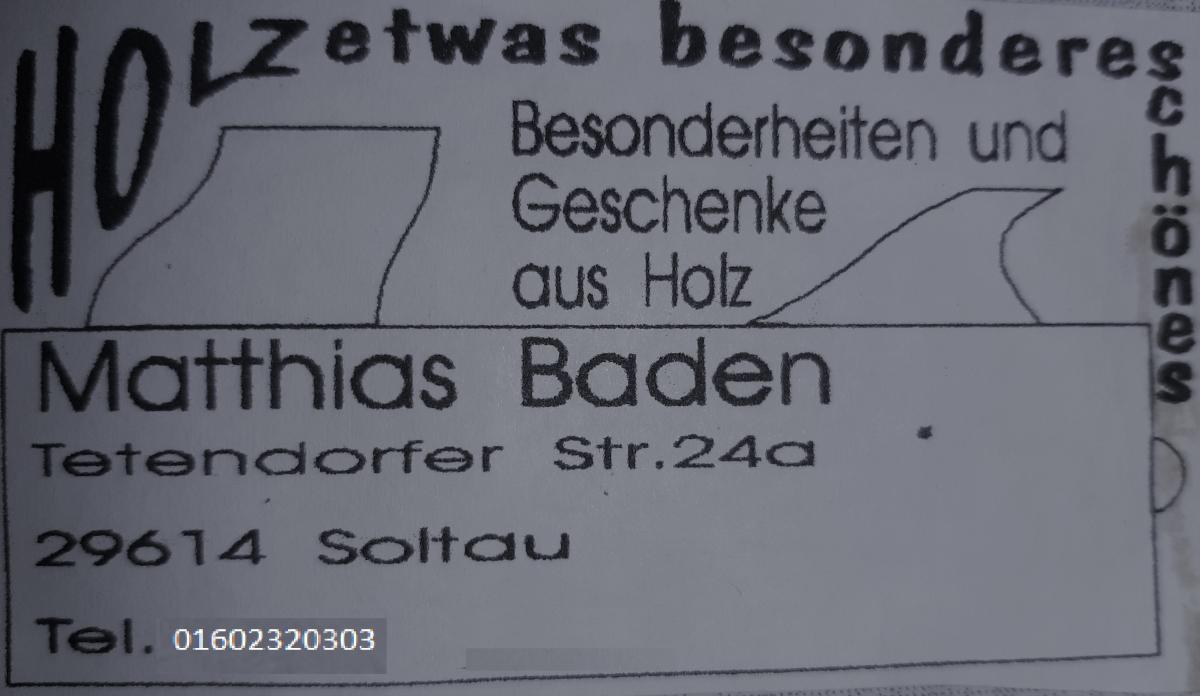 HOLZ etwas besonderes schönes
Besonderheiten und
Geschenke
aus Holz
Matthias Baden
Tetendorfer Str.24a
29614 Soltau
Tel. 01602320303